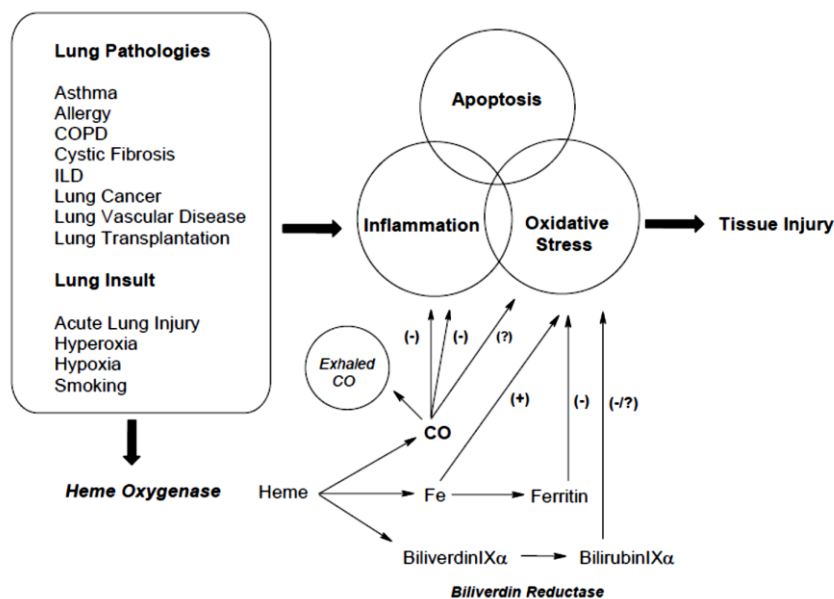 Lung Pathologies
Asthma
Allergy
COPD
Cystic Fibrosis
ILD
Lung Cancer
Lung Vascular Disease
Lung Transplantation
Lung Insult
Acute Lung Injury
Hyperoxia
Hypoxia
Smoking
Apoptosis
Inflammation
Oxidative
Stress
Tissue Injury
(-)
(-)
(?)
Exhaled
CO
(+)
(-)
(-/?)
CO
Heme Oxygenase
Heme
Fe
Ferritin
BiliverdinIXα
BilirubinIXα
Biliverdin Reductase